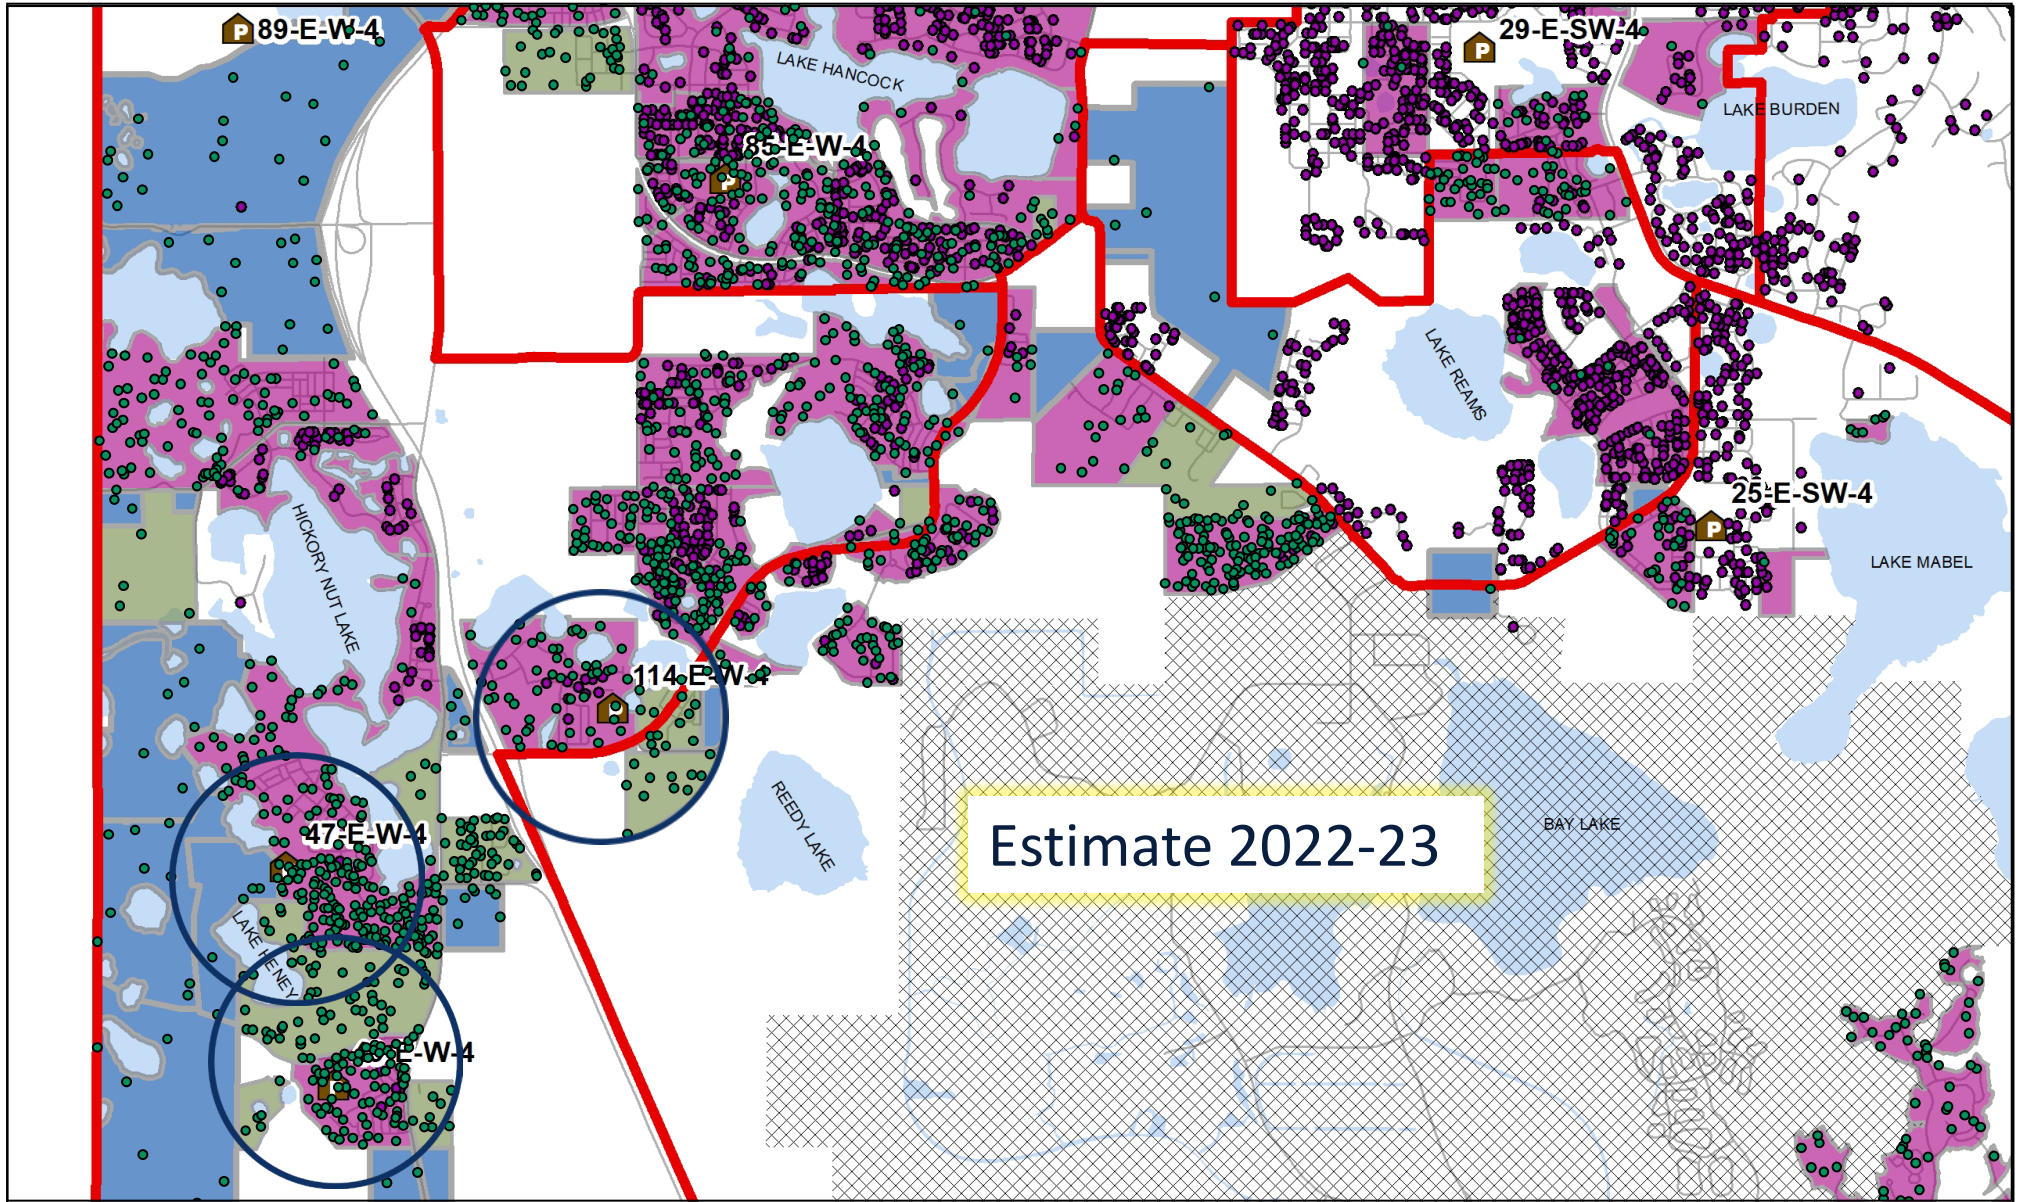 89-E-W-4
29-E-SW-4
LAKE HANCOCK
LAKE BURDEN
85-E-W-4
P
P
P
LAKE REAMS
25-E-SW-4
P
HICKORY NUT LAKE
LAKE MABEL
114-E-W-4
REEDY LAKE
Estimate 2022-23
BAY LAKE
47-E-W-4
LAKE HENEY
E-W-4